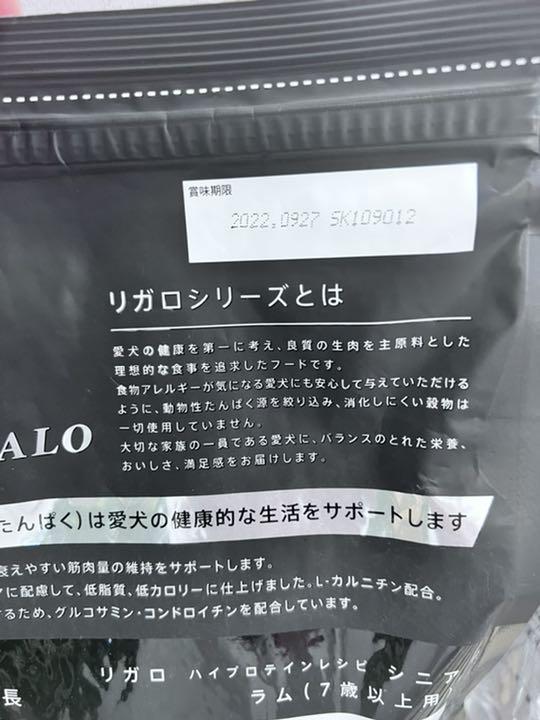 賞味期限
2022.0927 SK109012
リガロシリーズとは
愛犬の健康を第一に考え、良質の生肉を主原料とした
理想的な食事を追求したフードです。
食物アレルギーが気になる愛犬にも安心して与えていただける
ように、動物性たんぱく源を絞り込み、消化しにくい穀物は
一切使用していません。
大切な家族の一員である愛犬に、バランスのとれた栄養、
おいしさ、満足感をお届けします。
ALO
たんぱく)は愛犬の健康的な生活をサポートします
衰えやすい筋肉量の維持をサポートします。
に配慮して、低脂質、低カロリーに仕上げました。L-カルニチン配合。
するため、グルコサミン・コンドロイチンを配合しています。
リガロ ハイプロテインレシピ シニア
長 ラム(7歳以上用